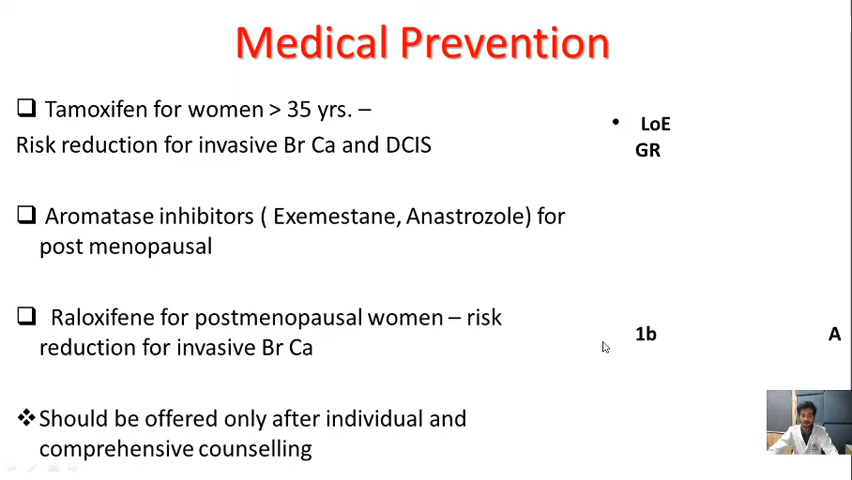 Medical Prevention
❑ Tamoxifen for women > 35 yrs. –
Risk reduction for invasive Br Ca and DCIS
• LoE
GR
❑ Aromatase inhibitors ( Exemestane, Anastrozole) for
post menopausal
❑ Raloxifene for postmenopausal women – risk
reduction for invasive Br Ca
1b A
❖Should be offered only after individual and
comprehensive counselling